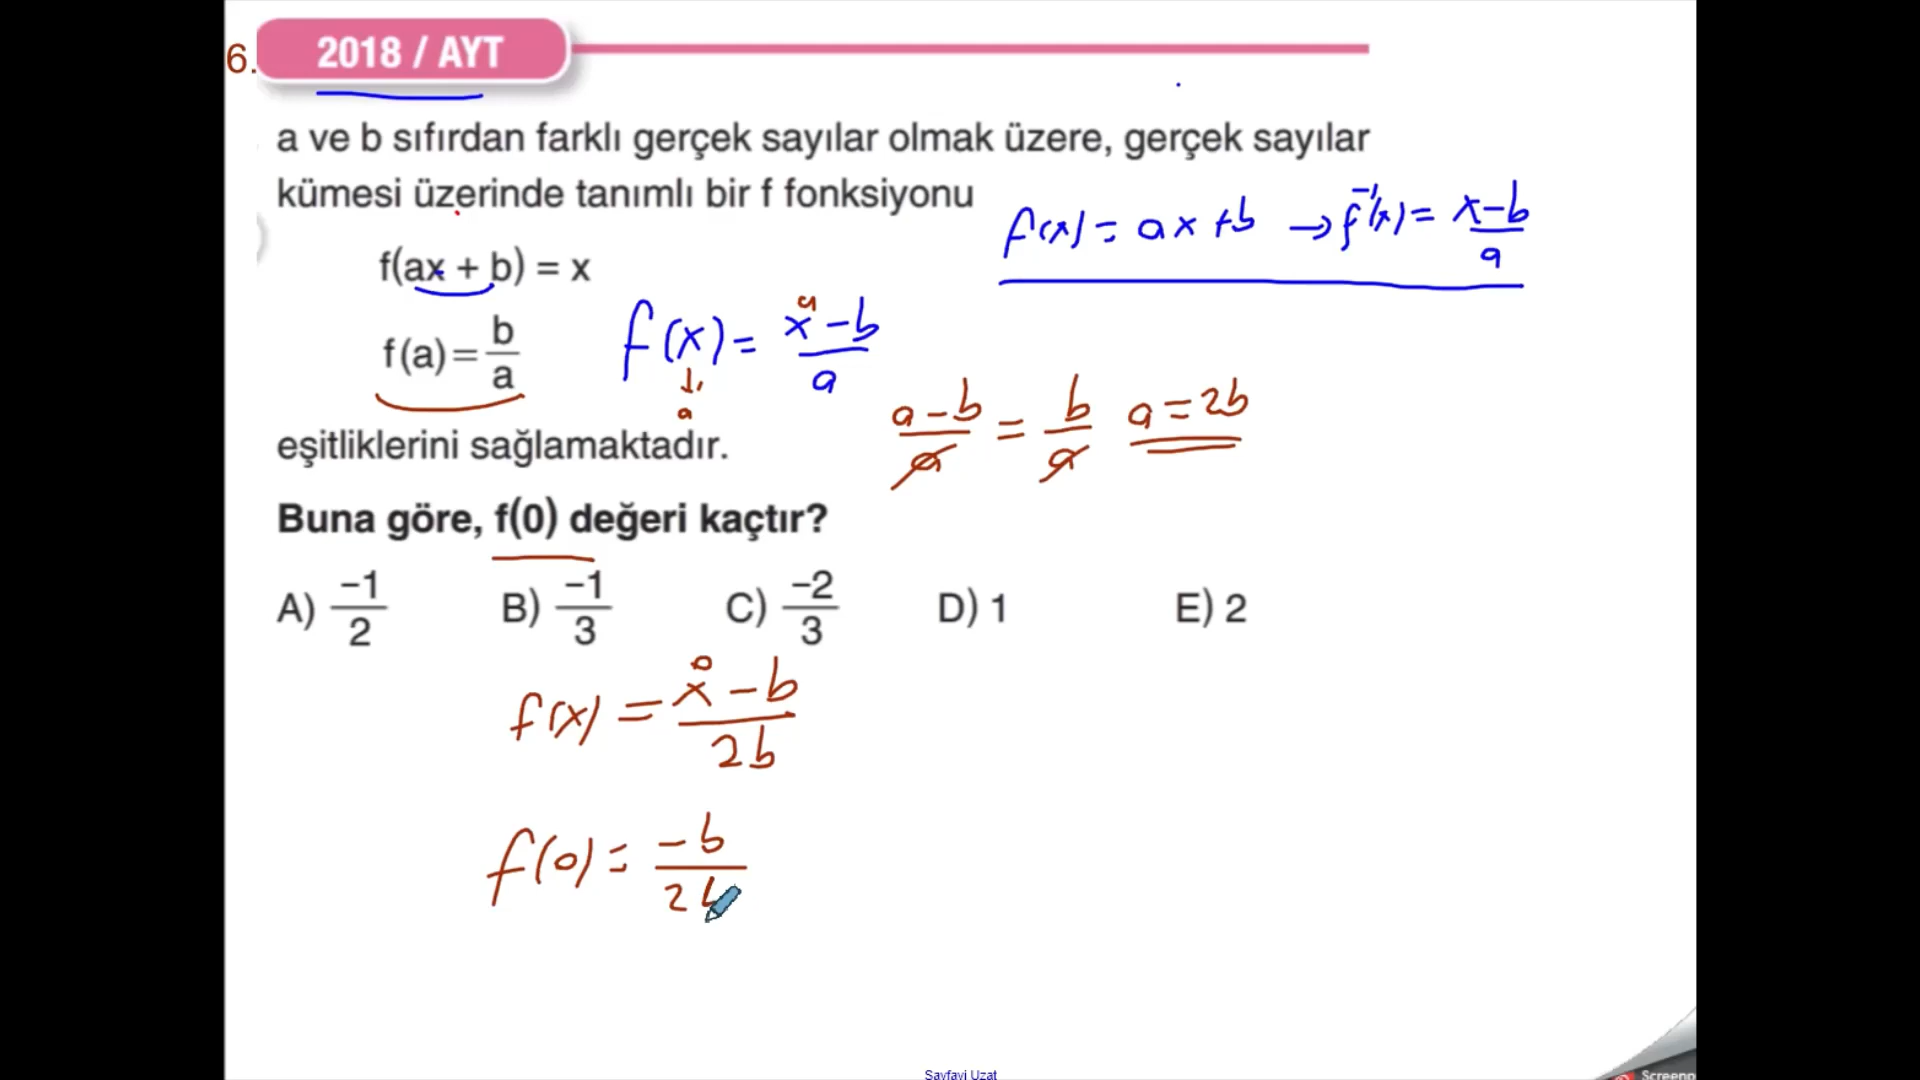 6. 2018 / AYT
a ve b sıfırdan farklı gerçek sayılar olmak üzere, gerçek sayılar
kümesi üzerinde tanımlı bir f fonksiyonu
f(x) = ax + b → f⁻¹(x) = x-b / a
f(ax + b) = x
f(x) = x-b / a
a
a
f(a) = b/a
a-b / a = b / a a = 2b
eşitliklerini sağlamaktadır.
Buna göre, f(0) değeri kaçtır?
A) -1/2 B) -1/3 C) -2/3 D) 1 E) 2
0
f(x) = x-b / 2b
f(0) = -b / 2b
Sayfayı Uzat